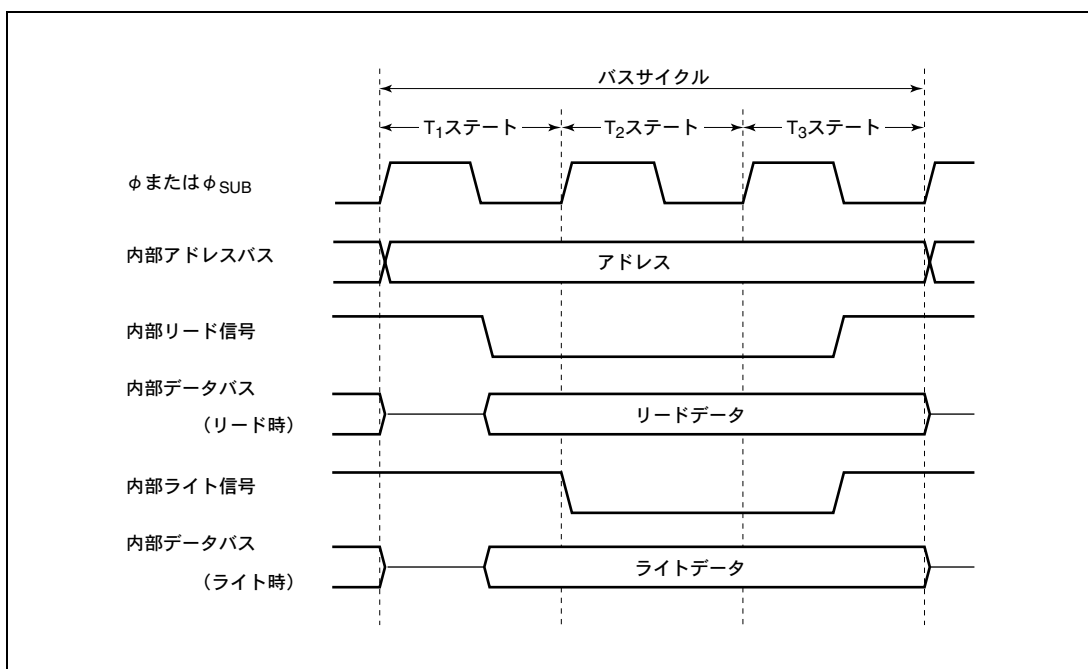 バスサイクル
T₁ステート
T₂ステート
T₃ステート
φまたはφSUB
内部アドレスバス
アドレス
内部リード信号
内部データバス
（リード時）
リードデータ
内部ライト信号
内部データバス
（ライト時）
ライトデータ